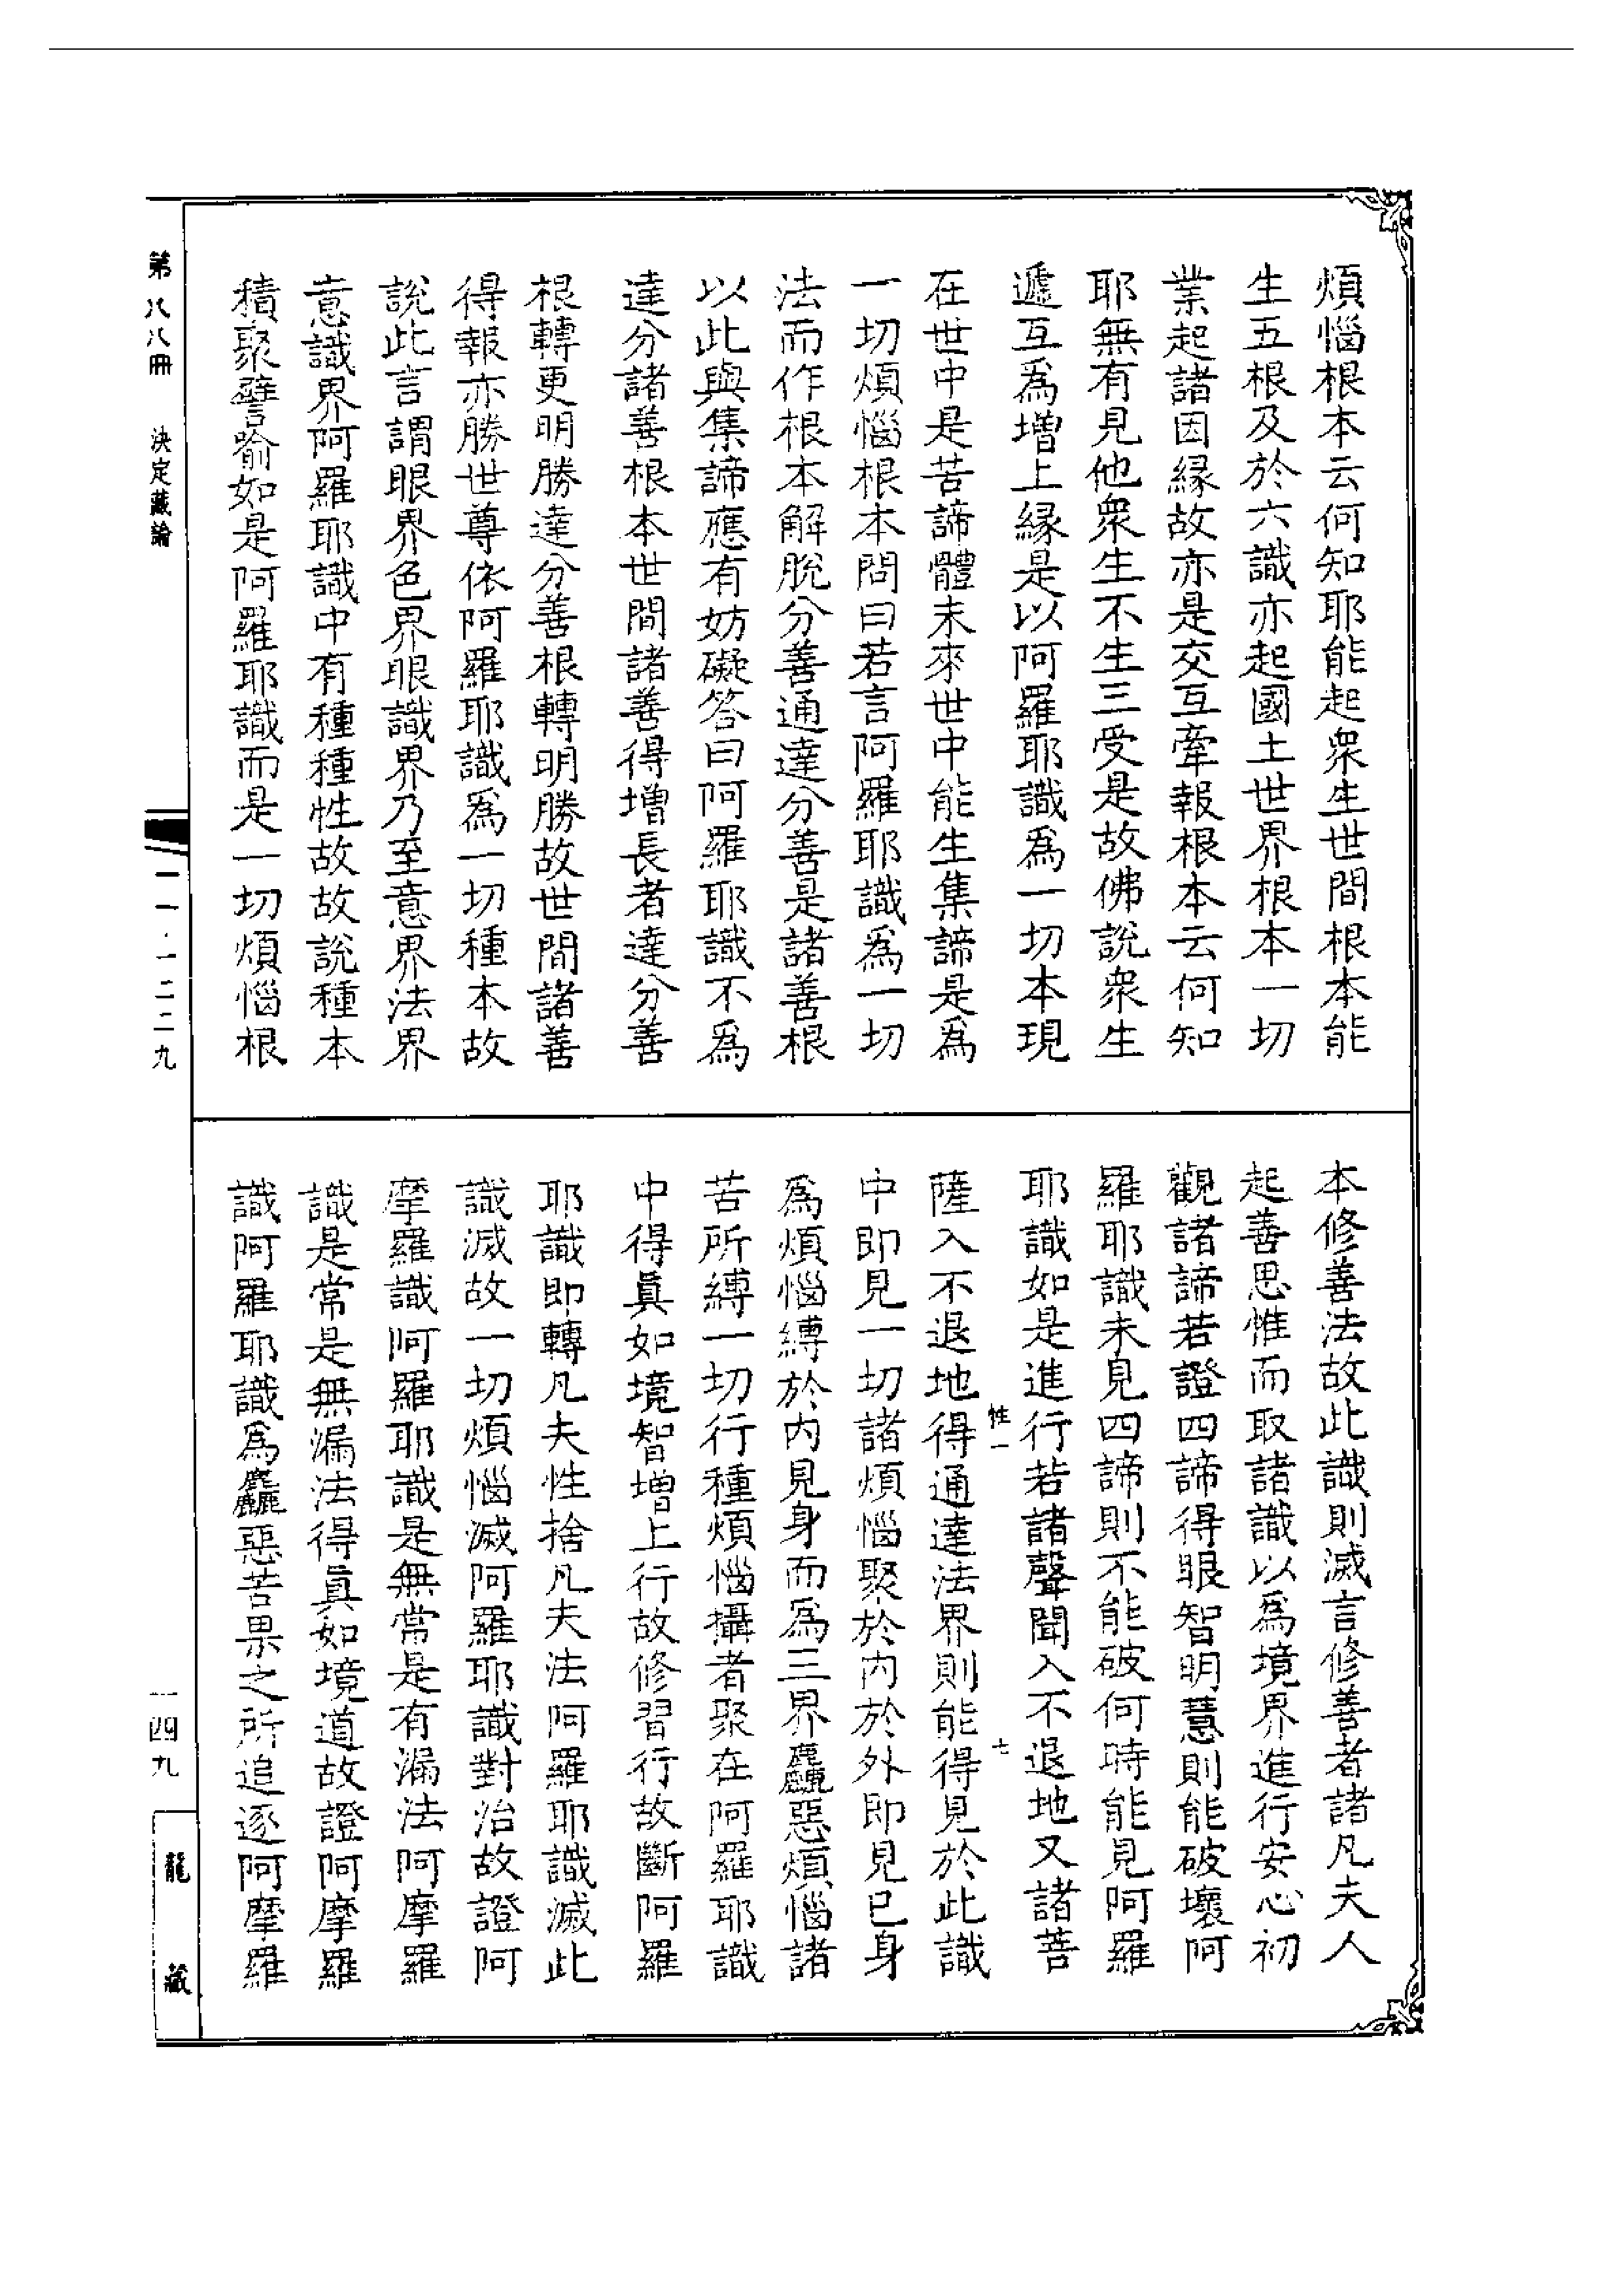 煩惱根本云何知耶能起衆生世間根本能
生五根及於六識亦起國土世界根本一切
業起諸因緣故亦是交互牽報根本云何知
耶無有見他衆生不生三受是故佛說衆生
遞互爲增上緣是以阿羅耶識爲一切本現
在世中是苦諦體未來世中能生集諦是爲
一切煩惱根本問曰若言阿羅耶識爲一切
法而作根本解脫分善通達分善是諸善根
以此與集諦應有妨礙答曰阿羅耶識不爲
達分諸善根本世間諸善得增長者達分善
根轉更明勝達分善根轉明勝故世間諸善
得報亦勝世尊依阿羅耶識爲一切種本故
說此言謂眼界色界眼識界乃至意界法界
意識界阿羅耶識中有種種性故故說種本
積聚譬喻如是阿羅耶識而是一切煩惱根
本修善法故此識則滅言修善者諸凡夫人
起善思惟而取諸識以爲境界進行安心初
觀諸諦若證四諦得眼智明慧則能破壞阿
羅耶識未見四諦則不能破何時能見阿羅
耶識如是進行若諸聲聞入不退地又諸菩
性一 七
薩入不退地得通達法界則能得見於此識
中即見一切諸煩惱聚於內於外即見已身
爲煩惱縛於內見身而爲三界麤惡煩惱諸
苦所縛一切行種煩惱攝者聚在阿羅耶識
中得眞如境智增上行故修習行故斷阿羅
耶識即轉凡夫性捨凡夫法阿羅耶識滅此
識滅故一切煩惱滅阿羅耶識對治故證阿
摩羅識阿羅耶識是無常是有漏法阿摩羅
識是常是無漏法得眞如境道故證阿摩羅
識阿羅耶識爲麤惡苦果之所追逐阿摩羅
第八八冊 決定藏論
二一·一二二九
一四九
龍藏